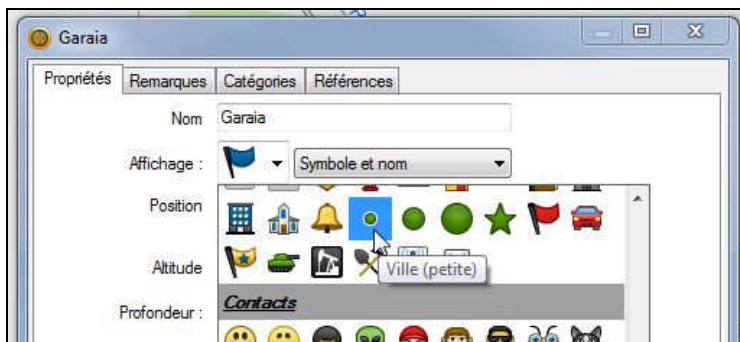 Garaia
Propriétés Remarques Catégories Références
Nom Garaia
Affichage : Symbole et nom
Position
Altitude
Ville (petite)
Profondeur :
Contacts